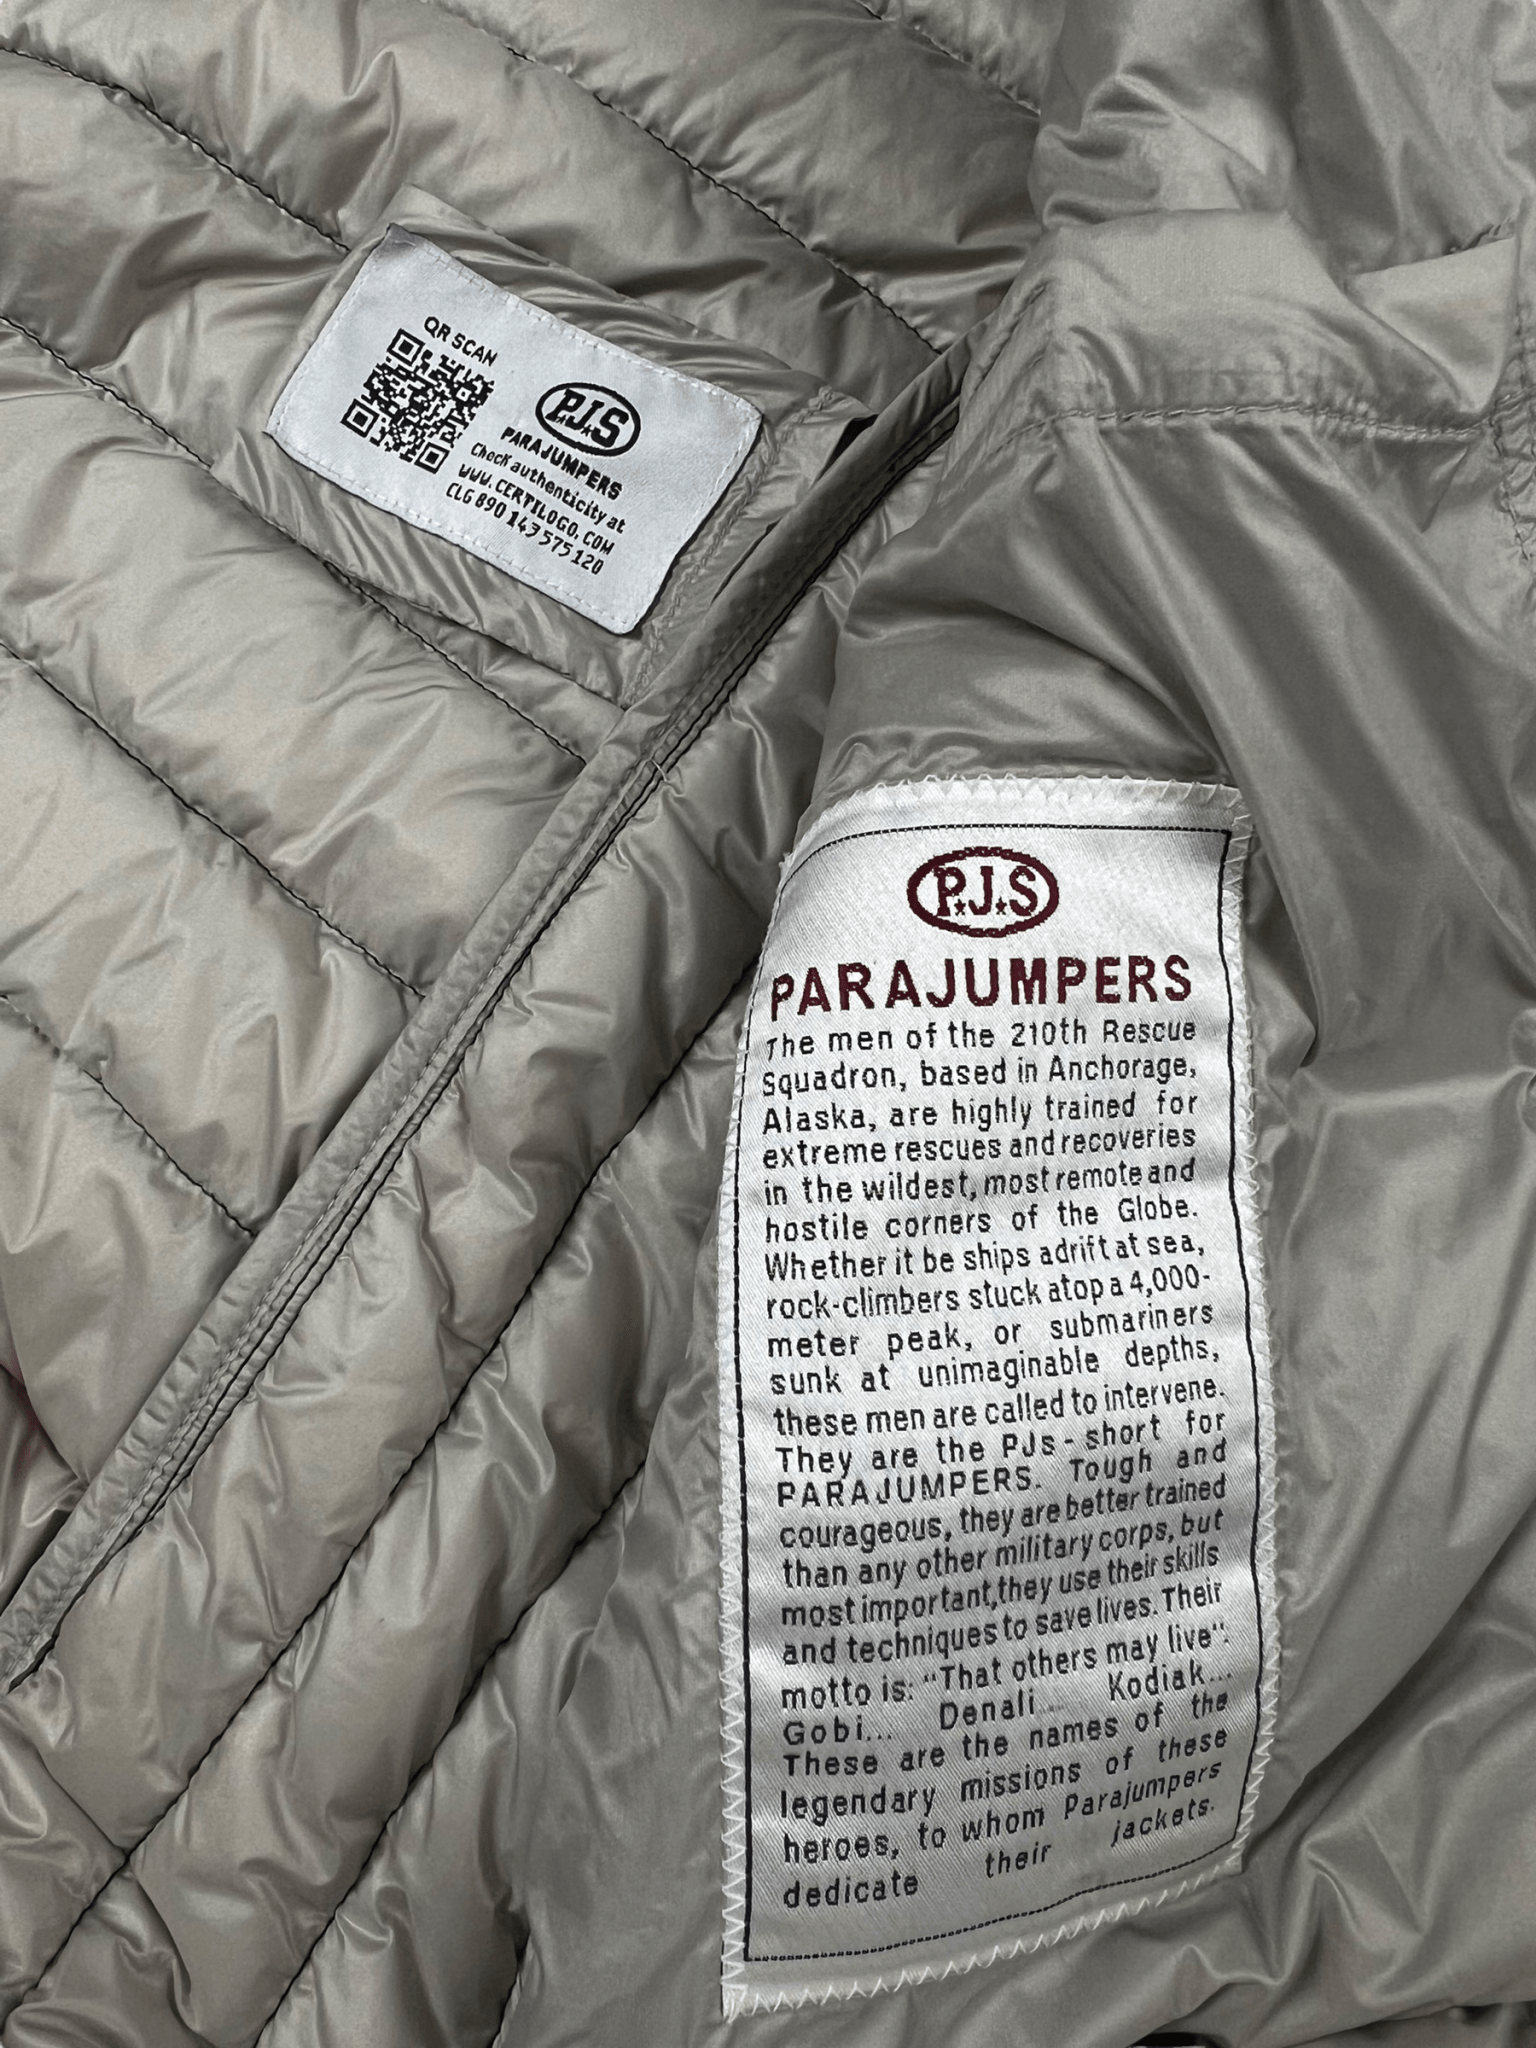 QR SCAN
P.J.S
PARAJUMPERS
Check authenticity at
WWW.CERTILOGO.COM
CLG 890 143 575 120
P.J.S
PARAJUMPERS
The men of the 210th Rescue
Squadron, based in Anchorage,
Alaska, are highly trained for
extreme rescues and recoveries
in the wildest, most remote and
hostile corners of the Globe.
Whether it be ships adrift at sea,
rock-climbers stuck atop a 4,000-
meter peak, or submariners
sunk at unimaginable depths,
these men are called to intervene.
They are the PJs - short for
PARAJUMPERS. Tough and
courageous, they are better trained
than any other military corps, but
most important, they use their skills
and techniques to save lives. Their
motto is: "That others may live".
Gobi... Denali... Kodiak...
These are the names of the
legendary missions of these
heroes, to whom Parajumpers
dedicate their jackets.